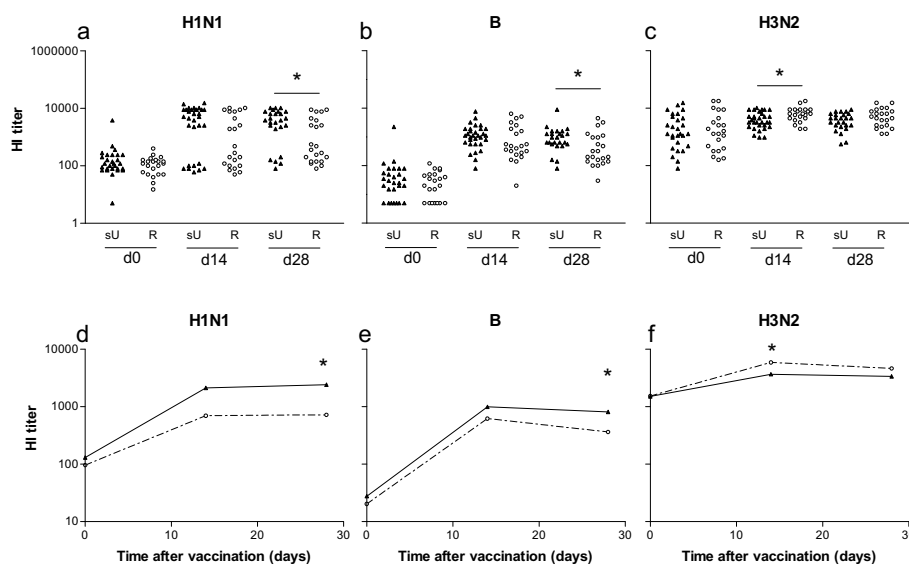 H1N1
B
H3N2
a
b
c
HI titer
1000000
10000
100
1
sU R sU R sU R
d0 d14 d28
sU R sU R sU R
d0 d14 d28
sU R sU R sU R
d0 d14 d28
*
*
*
H1N1
B
H3N2
d
e
f
HI titer
10000
1000
100
10
*
*
*
0 10 20 30
0 10 20 30
0 10 20 3
Time after vaccination (days)
Time after vaccination (days)
Time after vaccination (days)